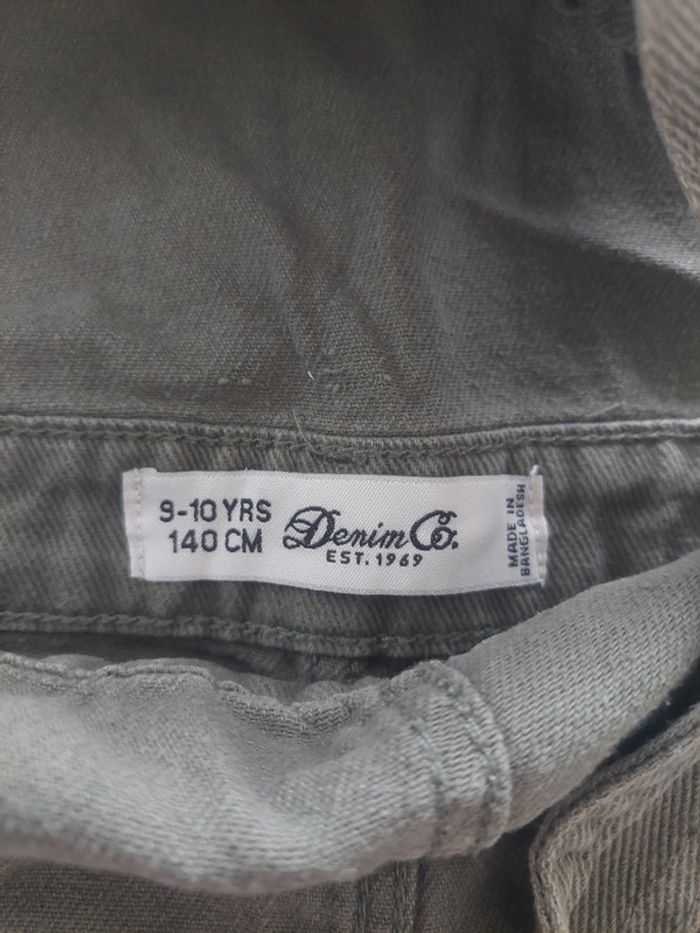 9-10 YRS
140 CM
Denim Co.
EST. 1969
MADE IN
BANGLADESH